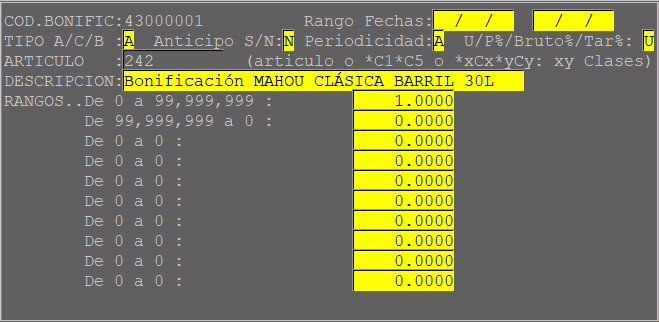 COD.BONIFIC:43000001 Rango Fechas: / / / /
TIPO A/C/B :A Anticipo S/N:N Periodicidad:A U/P%/Bruto%/Tar%: U
ARTICULO :242 (articulo o *C1*C5 o *xCx*yCy: xy Clases)
DESCRIPCION:Bonificación MAHOU CLÁSICA BARRIL 30L
RANGOS..De 0 a 99,999,999 : 1.0000
De 99,999,999 a 0 : 0.0000
De 0 a 0 : 0.0000
De 0 a 0 : 0.0000
De 0 a 0 : 0.0000
De 0 a 0 : 0.0000
De 0 a 0 : 0.0000
De 0 a 0 : 0.0000
De 0 a 0 : 0.0000
De 0 a 0 : 0.0000